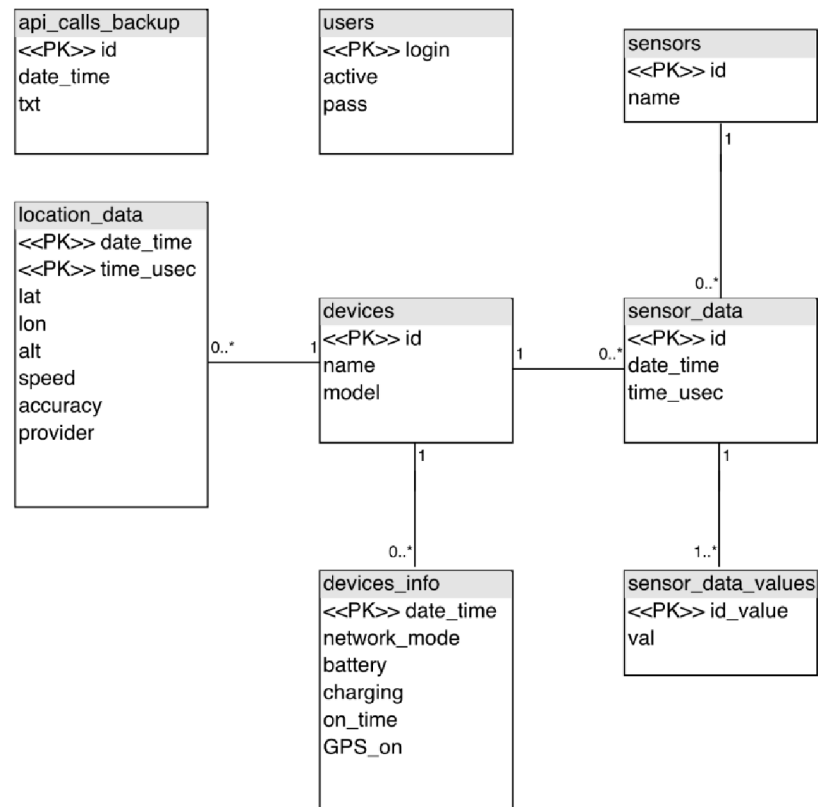 api_calls_backup
<<PK>> id
date_time
txt
users
<<PK>> login
active
pass
sensors
<<PK>> id
name
1
0..*
location_data
<<PK>> date_time
<<PK>> time_usec
lat
lon
alt
speed
accuracy
provider
0..*
1
devices
<<PK>> id
name
model
1
0..*
sensor_data
<<PK>> id
date_time
time_usec
1
0..*
devices_info
<<PK>> date_time
network_mode
battery
charging
on_time
GPS_on
1
1..*
sensor_data_values
<<PK>> id_value
val